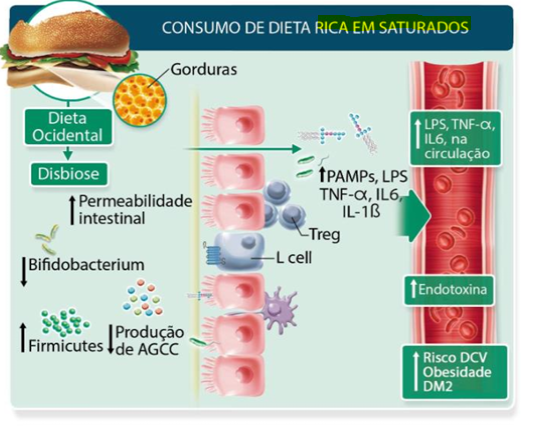 CONSUMO DE DIETA RICA EM SATURADOS
Gorduras
Dieta
Ocidental
Disbiose
Permeabilidade
intestinal
Bifidobacterium
Firmicutes
Produção
de AGCC
PAMPs, LPS
TNF-α, IL6,
IL-1ß
Treg
L cell
LPS, TNF-α,
IL6, na
circulação
Endotoxina
Risco DCV
Obesidade
DM2